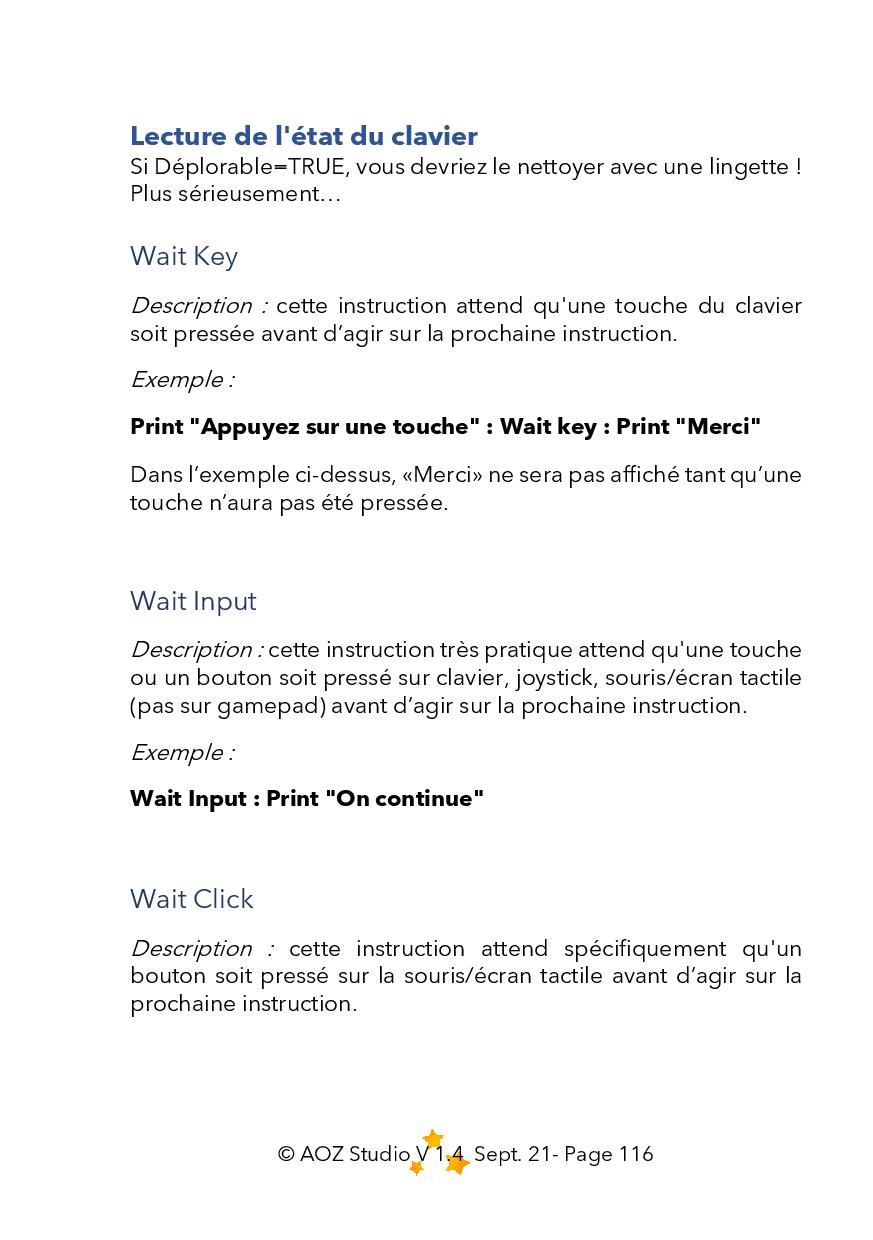 Lecture de l'état du clavier
Si Déplorable=TRUE, vous devriez le nettoyer avec une lingette !
Plus sérieusement…
Wait Key
Description : cette instruction attend qu'une touche du clavier
soit pressée avant d’agir sur la prochaine instruction.
Exemple :
Print "Appuyez sur une touche" : Wait key : Print "Merci"
Dans l’exemple ci-dessus, «Merci» ne sera pas affiché tant qu’une
touche n’aura pas été pressée.
Wait Input
Description : cette instruction très pratique attend qu'une touche
ou un bouton soit pressé sur clavier, joystick, souris/écran tactile
(pas sur gamepad) avant d’agir sur la prochaine instruction.
Exemple :
Wait Input : Print "On continue"
Wait Click
Description : cette instruction attend spécifiquement qu'un
bouton soit pressé sur la souris/écran tactile avant d’agir sur la
prochaine instruction.
© AOZ Studio V 1.4 Sept. 21- Page 116